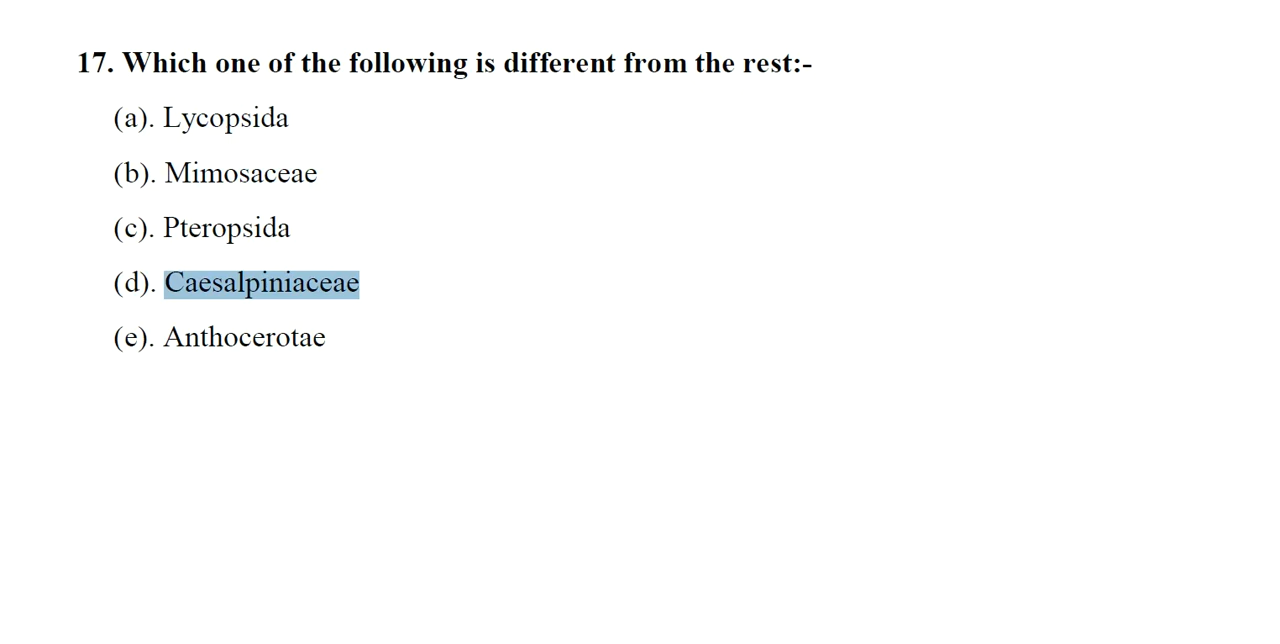 17. Which one of the following is different from the rest:-
(a). Lycopsida
(b). Mimosaceae
(c). Pteropsida
(d). Caesalpiniaceae
(e). Anthocerotae